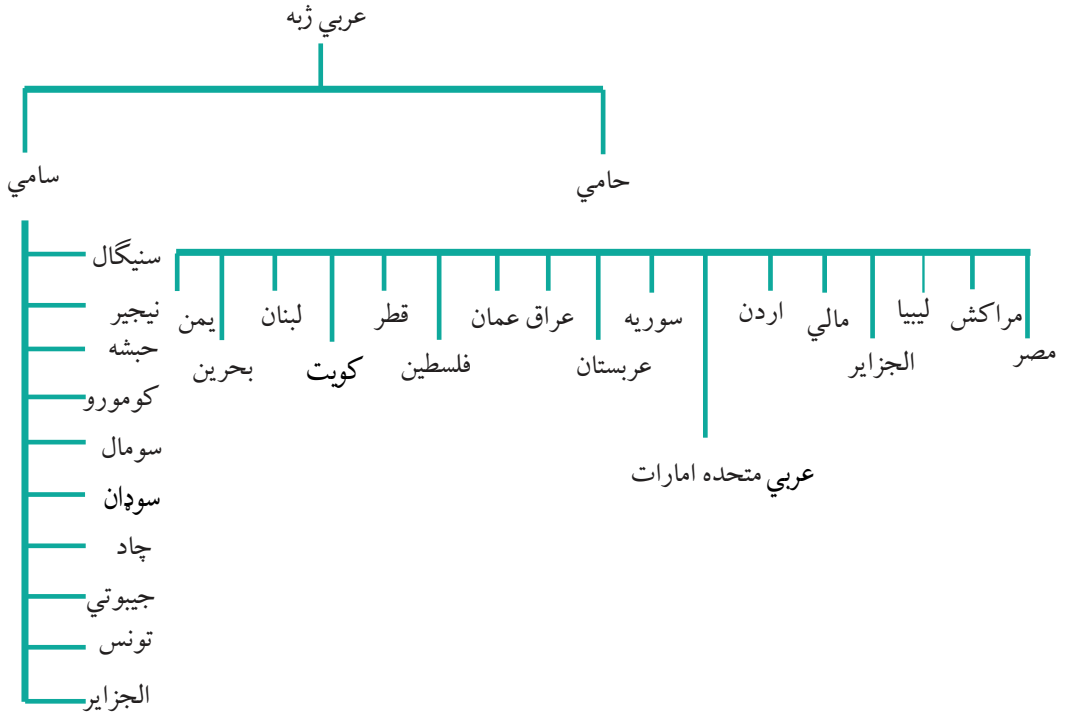 عربي ژبه
حامي
سامي
مصر
مراکش
ليبيا
الجزاير
مالي
اردن
عربي متحده امارات
سوريه
عربستان
عراق
عمان
فلسطين
قطر
کويت
لبنان
بحرين
يمن
سنيگال
نيجير
حبشه
کومورو
سومال
سوډان
چاد
جيبوتي
تونس
الجزاير